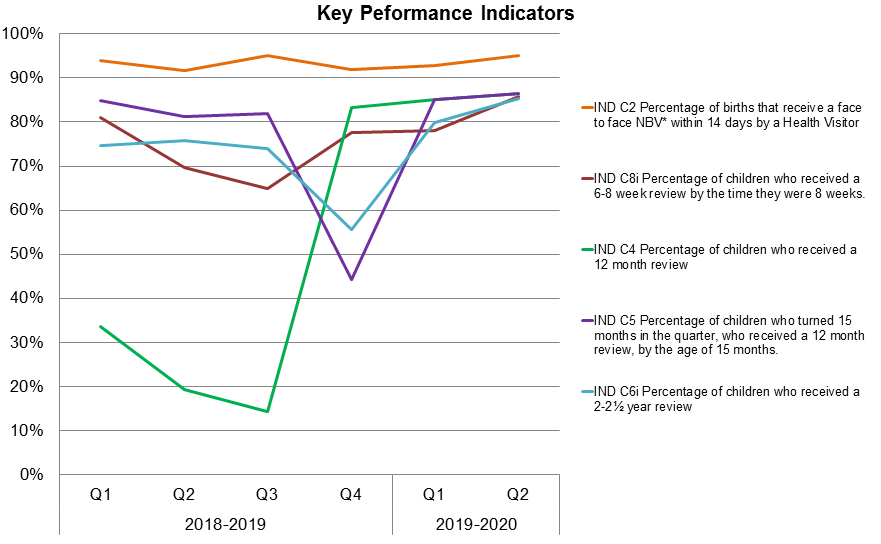 Key Peformance Indicators
100%
90%
80%
70%
60%
50%
40%
30%
20%
10%
0%
Q1 Q2 Q3 Q4 Q1 Q2
2018-2019 2019-2020
IND C2 Percentage of births that receive a face
to face NBV* within 14 days by a Health Visitor
IND C8i Percentage of children who received a
6-8 week review by the time they were 8 weeks.
IND C4 Percentage of children who received a
12 month review
IND C5 Percentage of children who turned 15
months in the quarter, who received a 12 month
review, by the age of 15 months.
IND C6i Percentage of children who received a
2-2½ year review